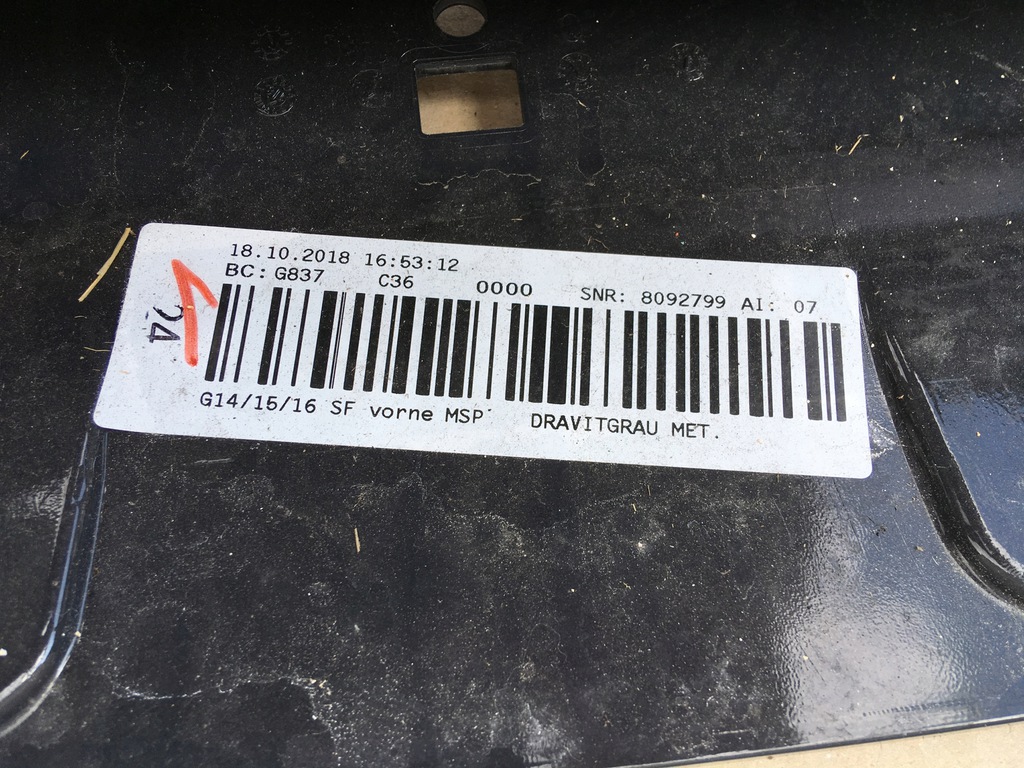 18.10.2018 16:53:12
BC: G837 C36 0000 SNR: 8092799 AI: 07
G14/15/16 SF vorne MSP DRAVITGRAU MET.